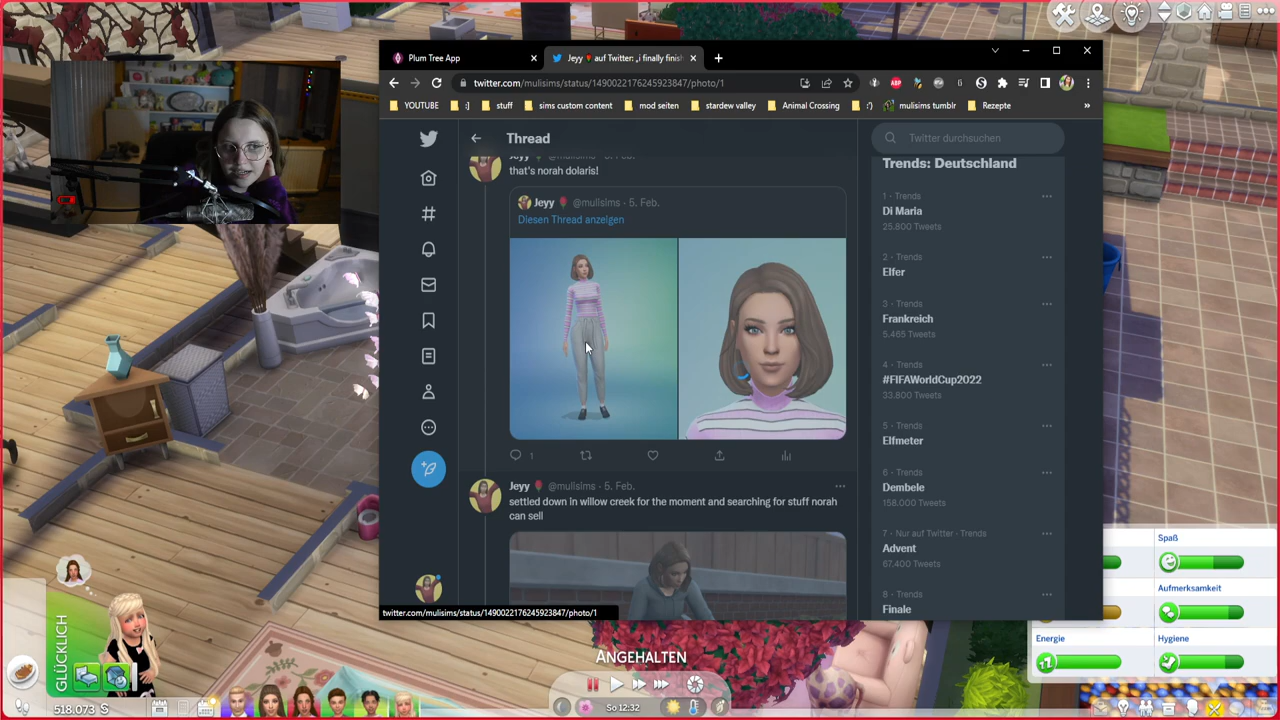 Plum Tree App
Jeyy auf Twitter: „i finally finish
twitter.com/mulisims/status/1490022176245923847/photo/1
YOUTUBE
:]
stuff
sims custom content
mod seiten
stardew valley
Animal Crossing
:')
mulisims tumblr
Rezepte
»
Thread
Jeyy @mulisims · 5. Feb.
that's norah dolaris!
Jeyy @mulisims · 5. Feb.
Diesen Thread anzeigen
1
Jeyy @mulisims · 5. Feb.
settled down in willow creek for the moment and searching for stuff norah
can sell
twitter.com/mulisims/status/1490022176245923847/photo/1
Twitter durchsuchen
Trends: Deutschland
1 · Trends
Di Maria
25.800 Tweets
2 · Trends
Elfer
3 · Trends
Frankreich
5.465 Tweets
4 · Trends
#FIFAWorldCup2022
33.800 Tweets
5 · Trends
Elfmeter
6 · Trends
Dembele
158.000 Tweets
7 · Nur auf Twitter · Trends
Advent
67.400 Tweets
8 · Trends
Finale
Spaß
Aufmerksamkeit
Energie
Hygiene
GLÜCKLICH
ANGEHALTEN
518.073 S
So 12:32